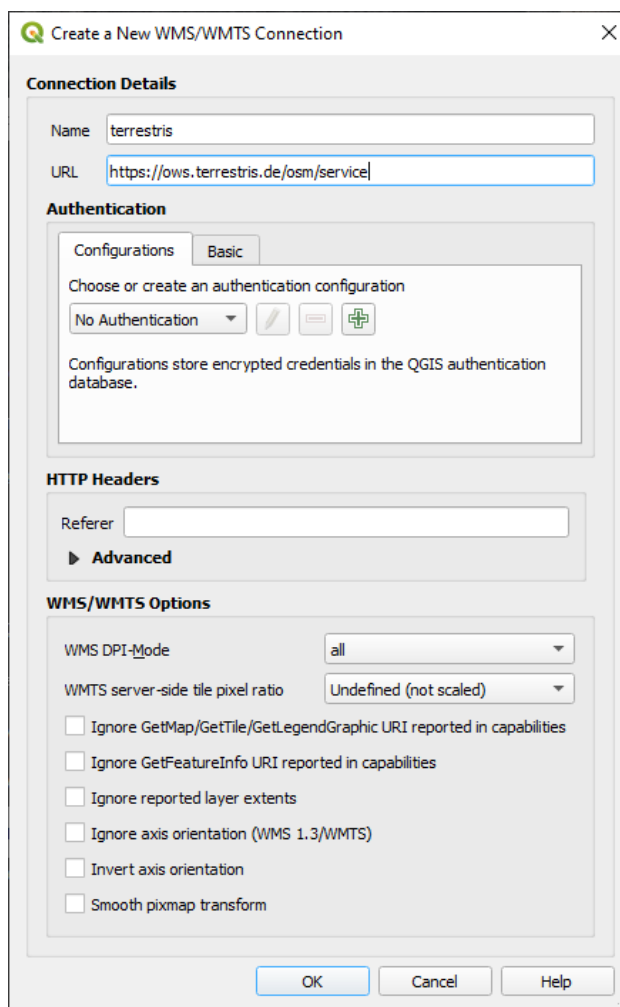 Create a New WMS/WMTS Connection
Connection Details
Name terrestris
URL https://ows.terrestris.de/osm/service
Authentication
Configurations Basic
Choose or create an authentication configuration
No Authentication
Configurations store encrypted credentials in the QGIS authentication
database.
HTTP Headers
Referer
Advanced
WMS/WMTS Options
WMS DPI-Mode all
WMTS server-side tile pixel ratio Undefined (not scaled)
Ignore GetMap/GetTile/GetLegendGraphic URI reported in capabilities
Ignore GetFeatureInfo URI reported in capabilities
Ignore reported layer extents
Ignore axis orientation (WMS 1.3/WMTS)
Invert axis orientation
Smooth pixmap transform
OK Cancel Help